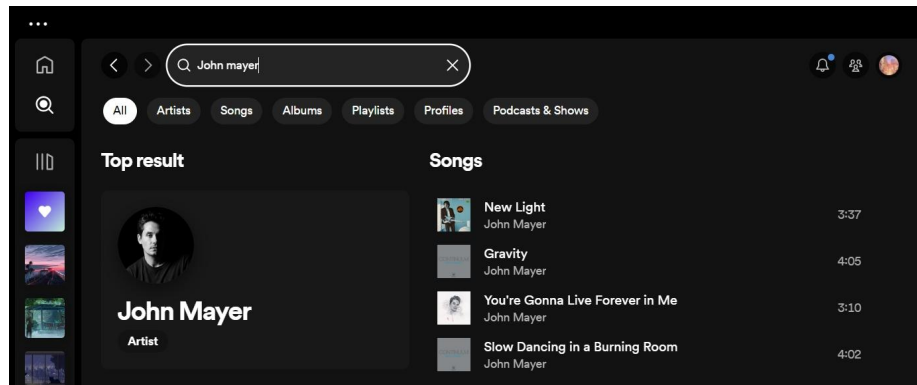 John mayer
All Artists Songs Albums Playlists Profiles Podcasts & Shows
Top result
John Mayer
Artist
Songs
New Light 3:37
John Mayer
Gravity 4:05
John Mayer
You're Gonna Live Forever in Me 3:10
John Mayer
Slow Dancing in a Burning Room 4:02
John Mayer